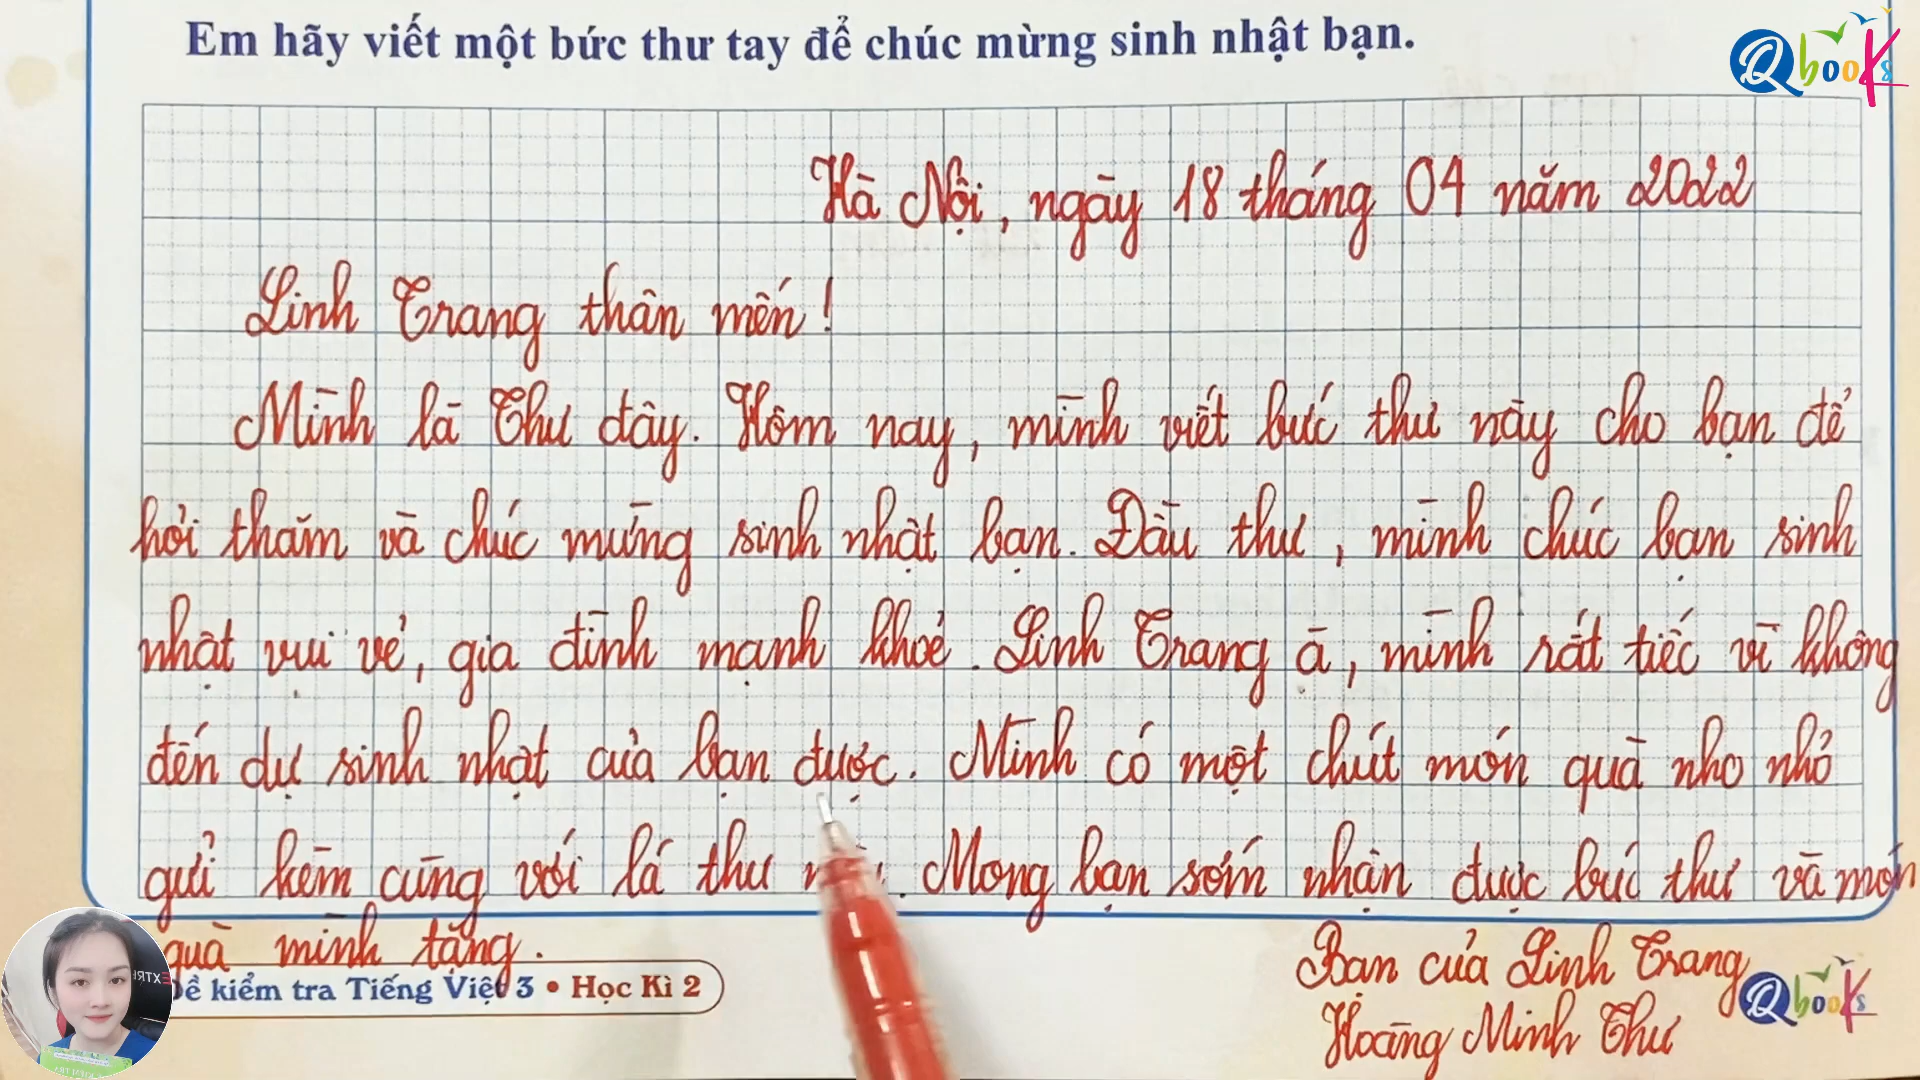 Em hãy viết một bức thư tay để chúc mừng sinh nhật bạn.
Qbooks
Hà Nội, ngày 18 tháng 04 năm 2022
Linh Trang thân mến!
Mình là Thư đây. Hôm nay, mình viết bức thư này cho bạn để
hỏi thăm và chúc mừng sinh nhật bạn. Đầu thư, mình chúc bạn sinh
nhật vui vẻ, gia đình mạnh khoẻ. Linh Trang ạ, mình rất tiếc vì không
đến dự sinh nhật của bạn được. Mình có một chút món quà nho nhỏ
gửi kèm cùng với lá thư. Mong bạn sớm nhận được bức thư và món
quà mình tặng.
Bạn của Linh Trang
Hoàng Minh Thư
Đề kiểm tra Tiếng Việt 3 • Học Kì 2
Qbooks